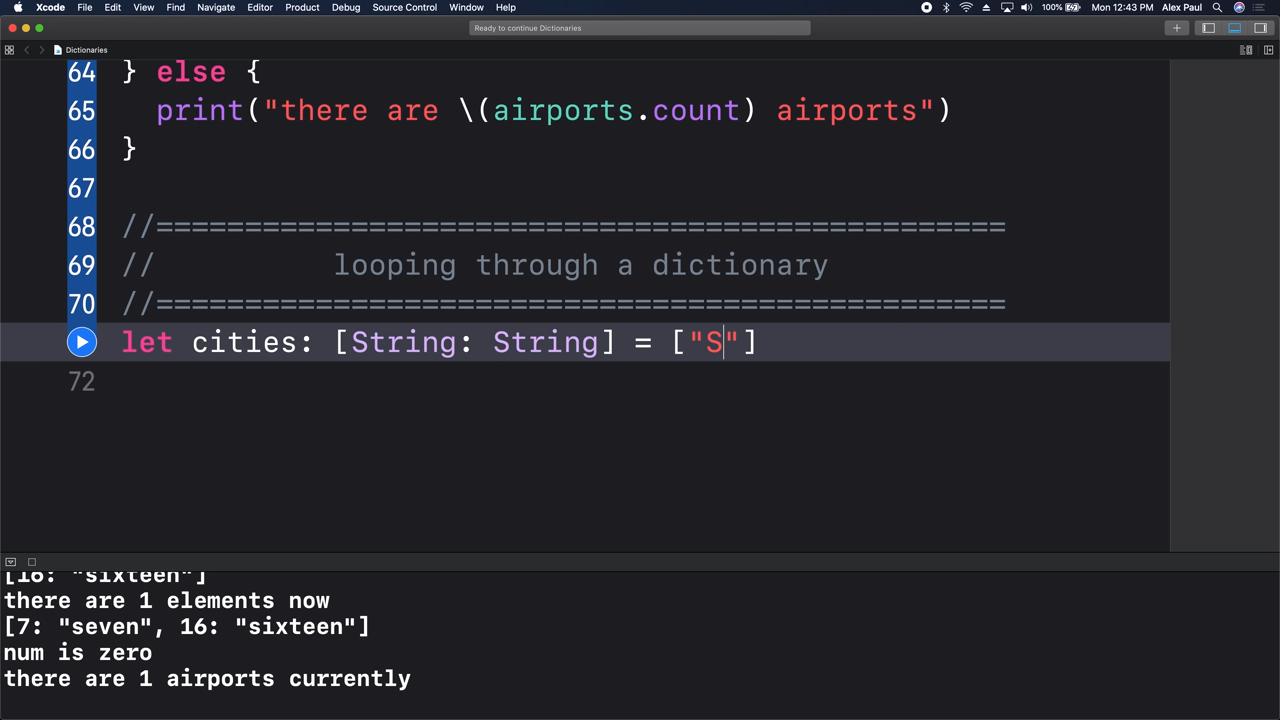 Xcode File Edit View Find Navigate Editor Product Debug Source Control Window Help 100% Mon 12:43 PM Alex Paul
Ready to continue Dictionaries
Dictionaries
64 } else {
65 print("there are \(airports.count) airports")
66 }
67
68 //================================================
69 // looping through a dictionary
70 //================================================
let cities: [String: String] = ["S"]
72
[16: "sixteen"]
there are 1 elements now
[7: "seven", 16: "sixteen"]
num is zero
there are 1 airports currently